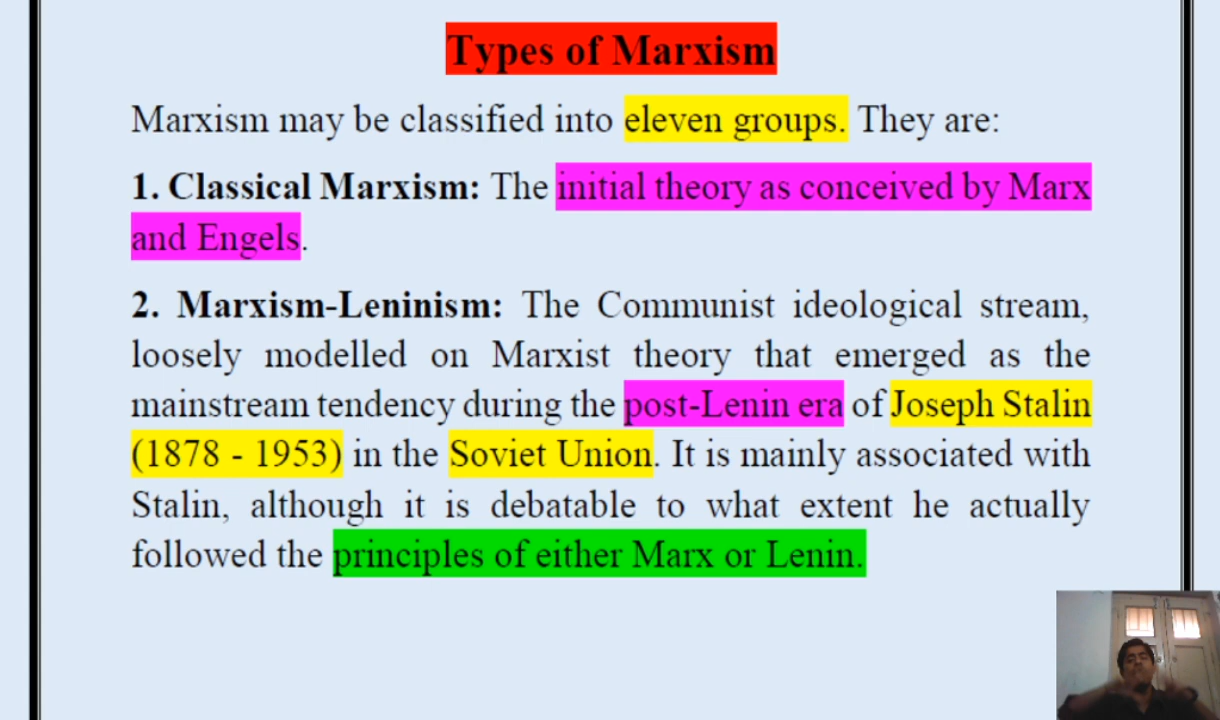 Types of Marxism
Marxism may be classified into eleven groups. They are:
1. Classical Marxism: The initial theory as conceived by Marx
and Engels.
2. Marxism-Leninism: The Communist ideological stream,
loosely modelled on Marxist theory that emerged as the
mainstream tendency during the post-Lenin era of Joseph Stalin
(1878 - 1953) in the Soviet Union. It is mainly associated with
Stalin, although it is debatable to what extent he actually
followed the principles of either Marx or Lenin.